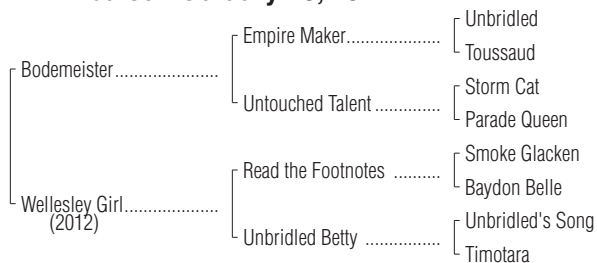 Unbridled
Empire Maker....................
Toussaud
Bodemeister......................
Storm Cat
Untouched Talent ..............
Parade Queen
Smoke Glacken
Read the Footnotes ..........
Baydon Belle
Wellesley Girl....................
(2012)
Unbridled's Song
Unbridled Betty ................
Timotara